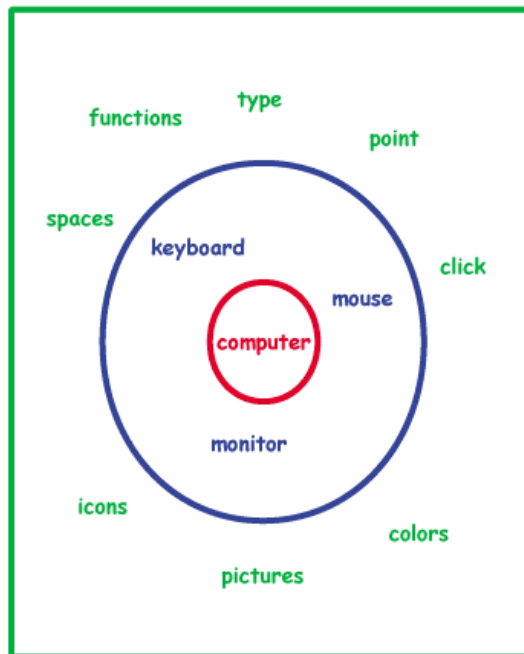 type
functions
point
spaces
keyboard
click
mouse
computer
monitor
icons
colors
pictures